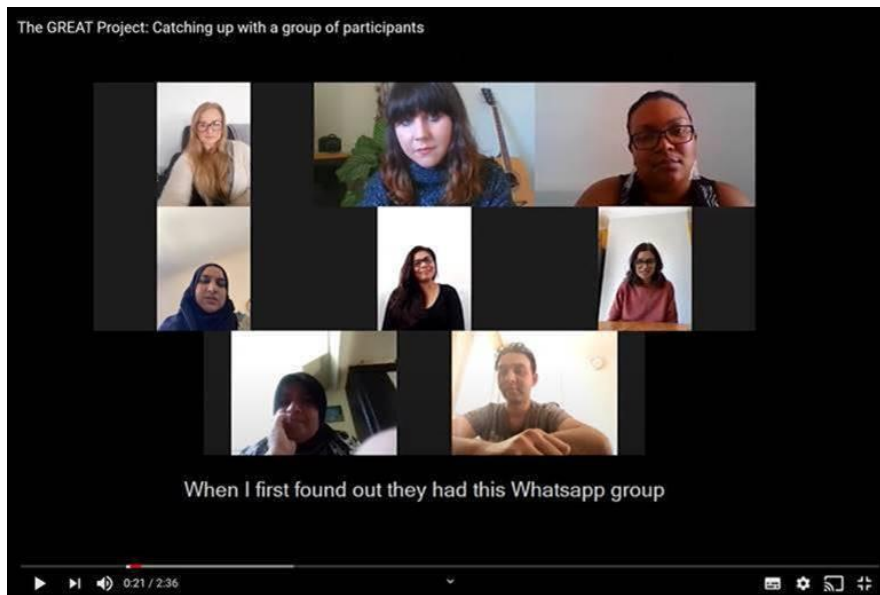 The GREAT Project: Catching up with a group of participants
When I first found out they had this Whatsapp group
0:21 / 2:36